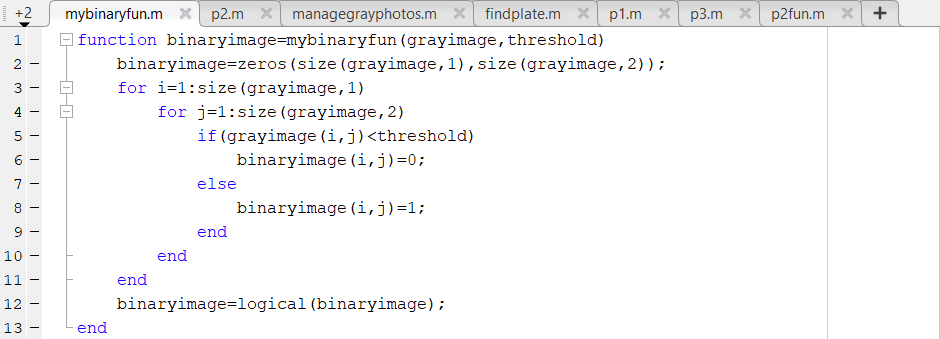 +2 mybinaryfun.m p2.m managegrayphotos.m findplate.m p1.m p3.m p2fun.m +
1 function binaryimage=mybinaryfun(grayimage,threshold)
2 – binaryimage=zeros(size(grayimage,1),size(grayimage,2));
3 – for i=1:size(grayimage,1)
4 – for j=1:size(grayimage,2)
5 – if(grayimage(i,j)<threshold)
6 – binaryimage(i,j)=0;
7 – else
8 – binaryimage(i,j)=1;
9 – end
10 – end
11 – end
12 – binaryimage=logical(binaryimage);
13 – end